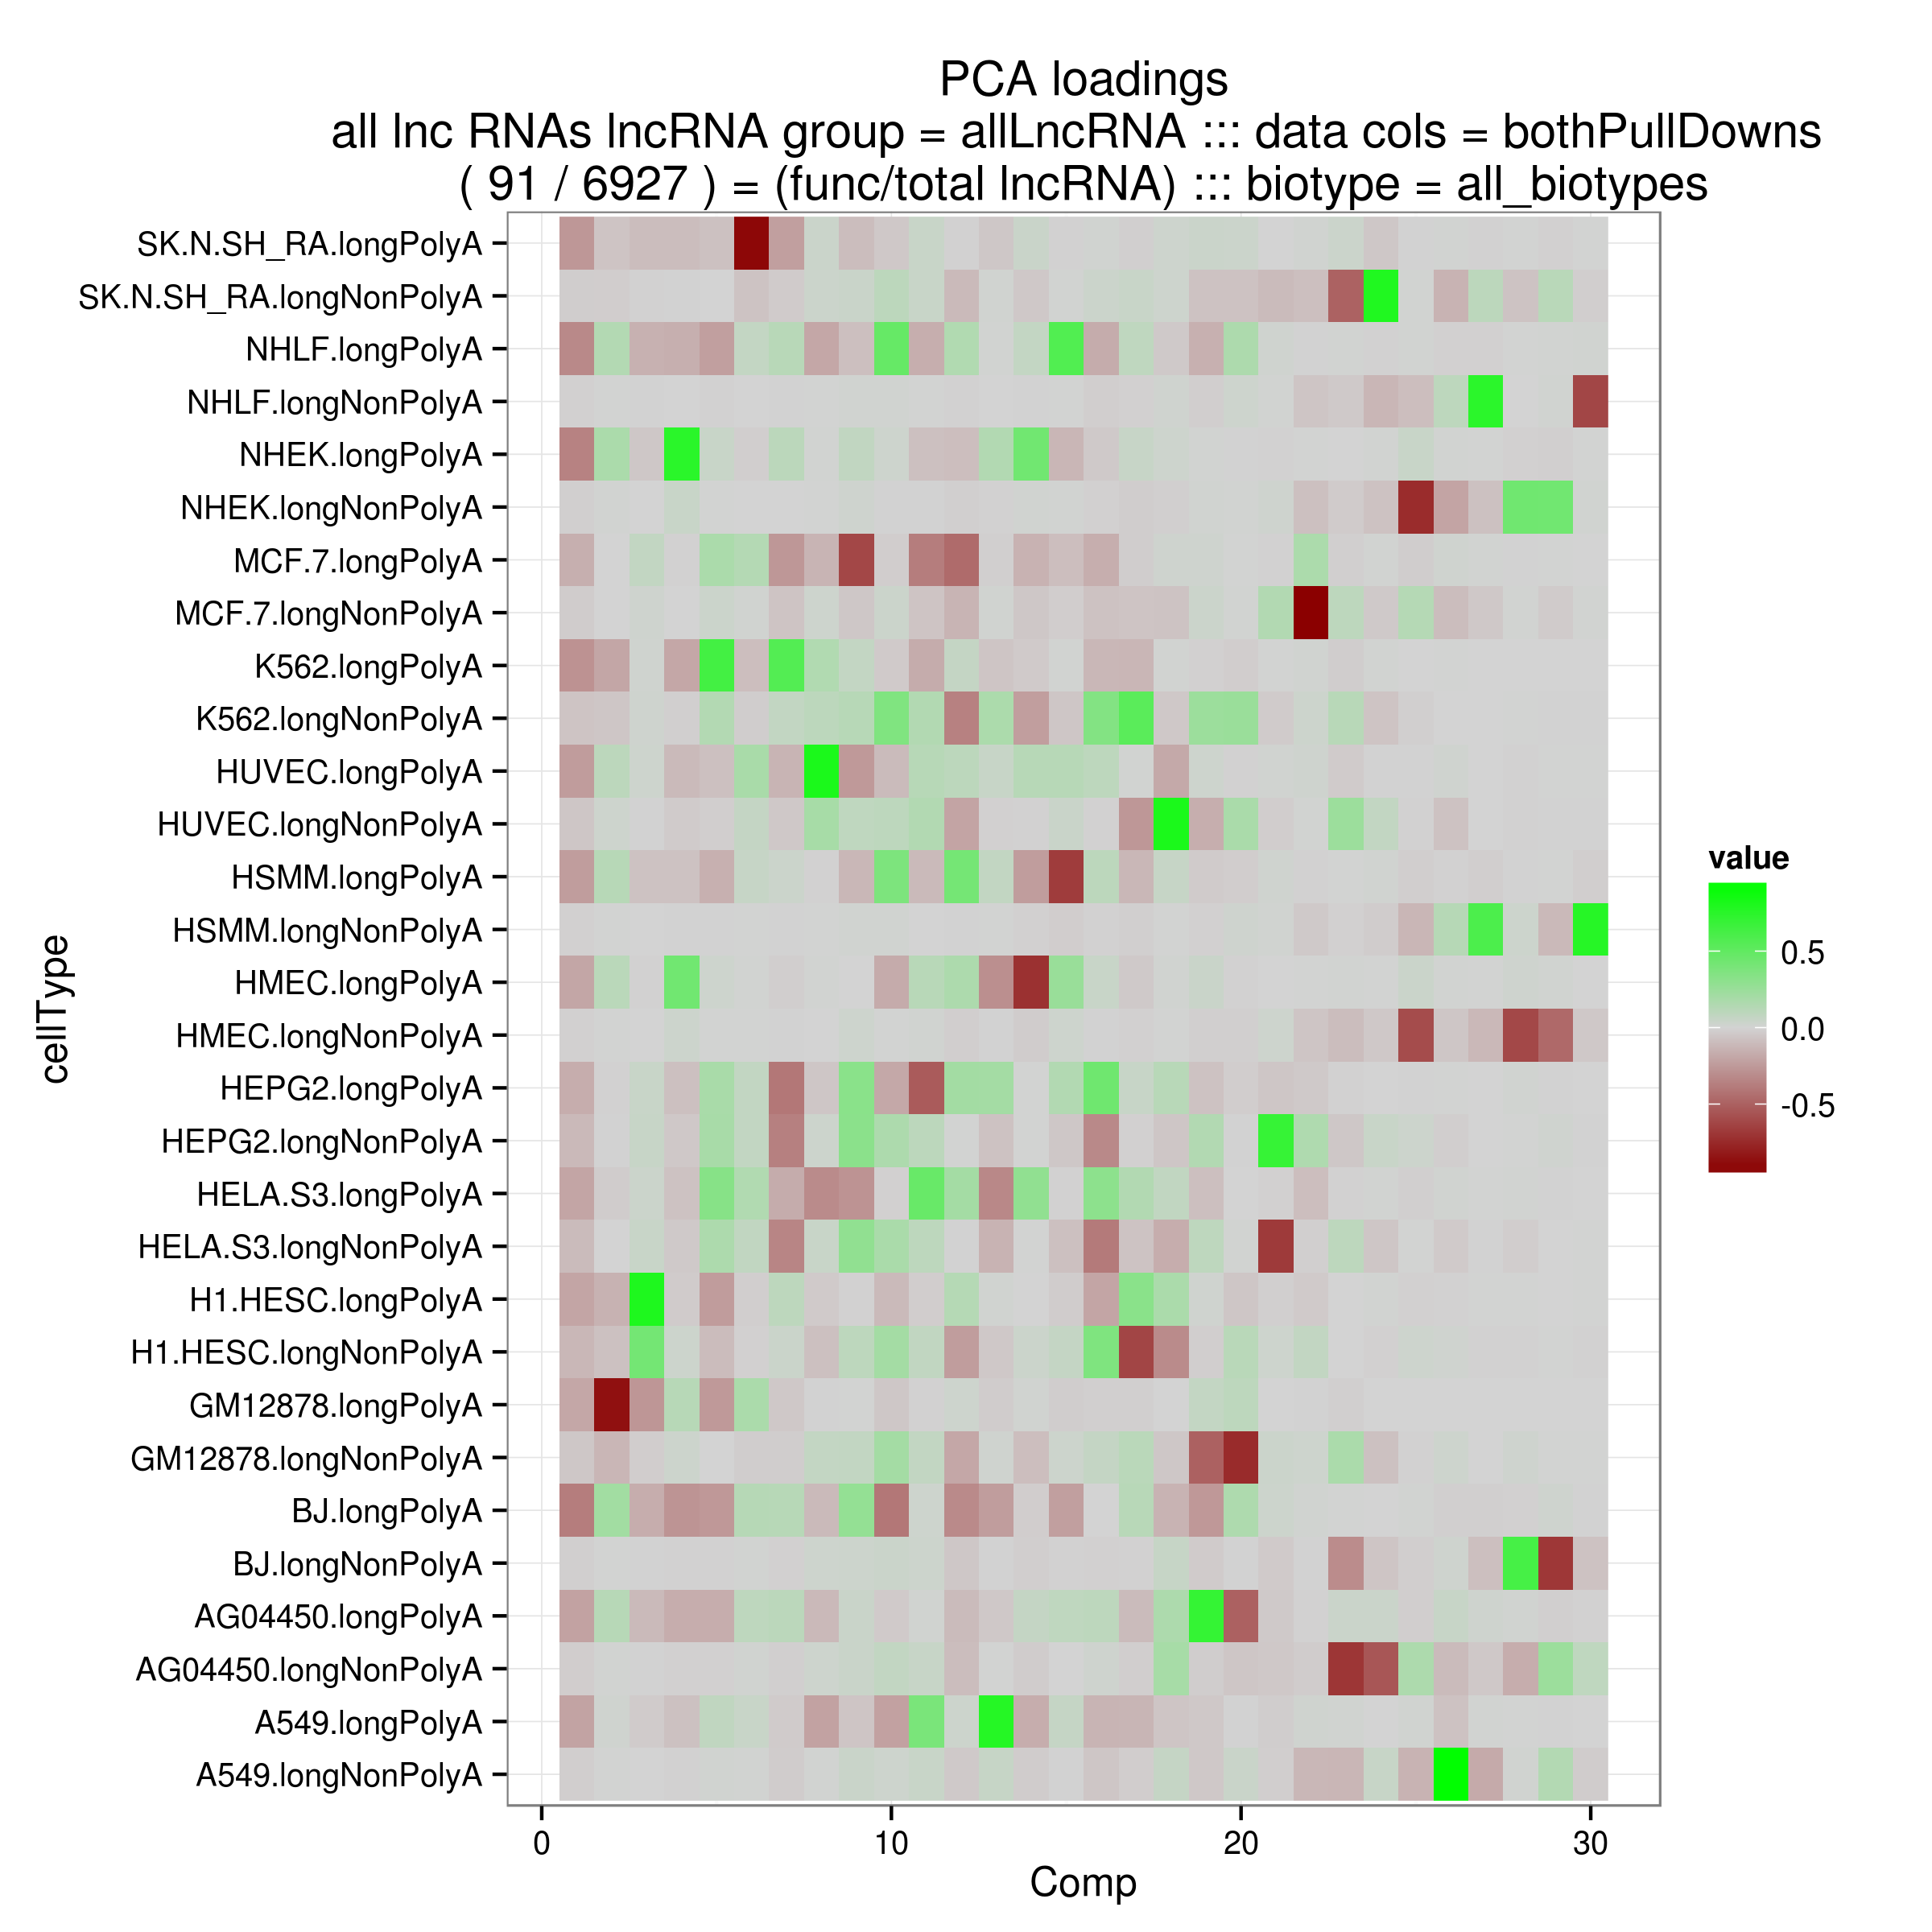 PCA loadings
all lnc RNAs lncRNA group = allLncRNA ::: data cols = bothPullDowns
( 91 / 6927 ) = (func/total lncRNA) ::: biotype = all_biotypes
cellType
SK.N.SH_RA.longPolyA
SK.N.SH_RA.longNonPolyA
NHLF.longPolyA
NHLF.longNonPolyA
NHEK.longPolyA
NHEK.longNonPolyA
MCF.7.longPolyA
MCF.7.longNonPolyA
K562.longPolyA
K562.longNonPolyA
HUVEC.longPolyA
HUVEC.longNonPolyA
HSMM.longPolyA
HSMM.longNonPolyA
HMEC.longPolyA
HMEC.longNonPolyA
HEPG2.longPolyA
HEPG2.longNonPolyA
HELA.S3.longPolyA
HELA.S3.longNonPolyA
H1.HESC.longPolyA
H1.HESC.longNonPolyA
GM12878.longPolyA
GM12878.longNonPolyA
BJ.longPolyA
BJ.longNonPolyA
AG04450.longPolyA
AG04450.longNonPolyA
A549.longPolyA
A549.longNonPolyA
0 10 20 30
Comp
value
0.5
0.0
-0.5